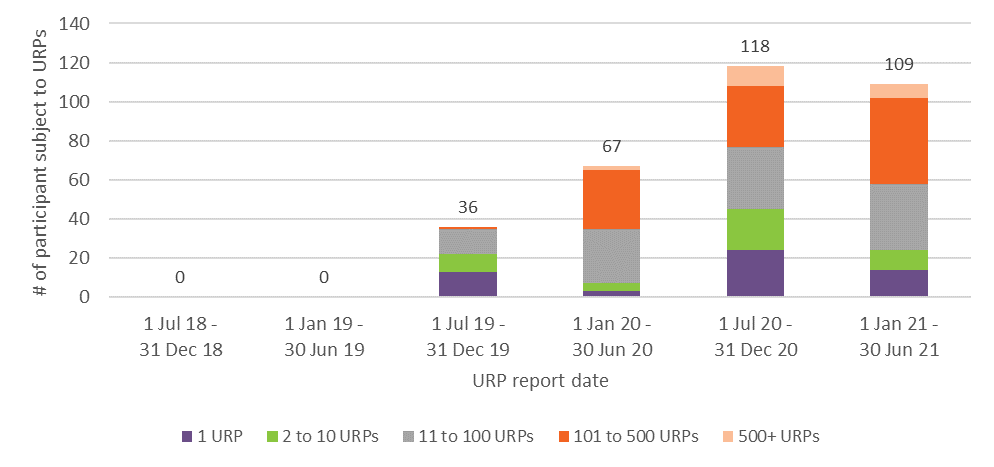 # of participant subject to URPs
140
120
100
80
60
40
20
0
0
0
36
67
118
109
1 Jul 18 -
31 Dec 18
1 Jan 19 -
30 Jun 19
1 Jul 19 -
31 Dec 19
1 Jan 20 -
30 Jun 20
1 Jul 20 -
31 Dec 20
1 Jan 21 -
30 Jun 21
URP report date
1 URP
2 to 10 URPs
11 to 100 URPs
101 to 500 URPs
500+ URPs